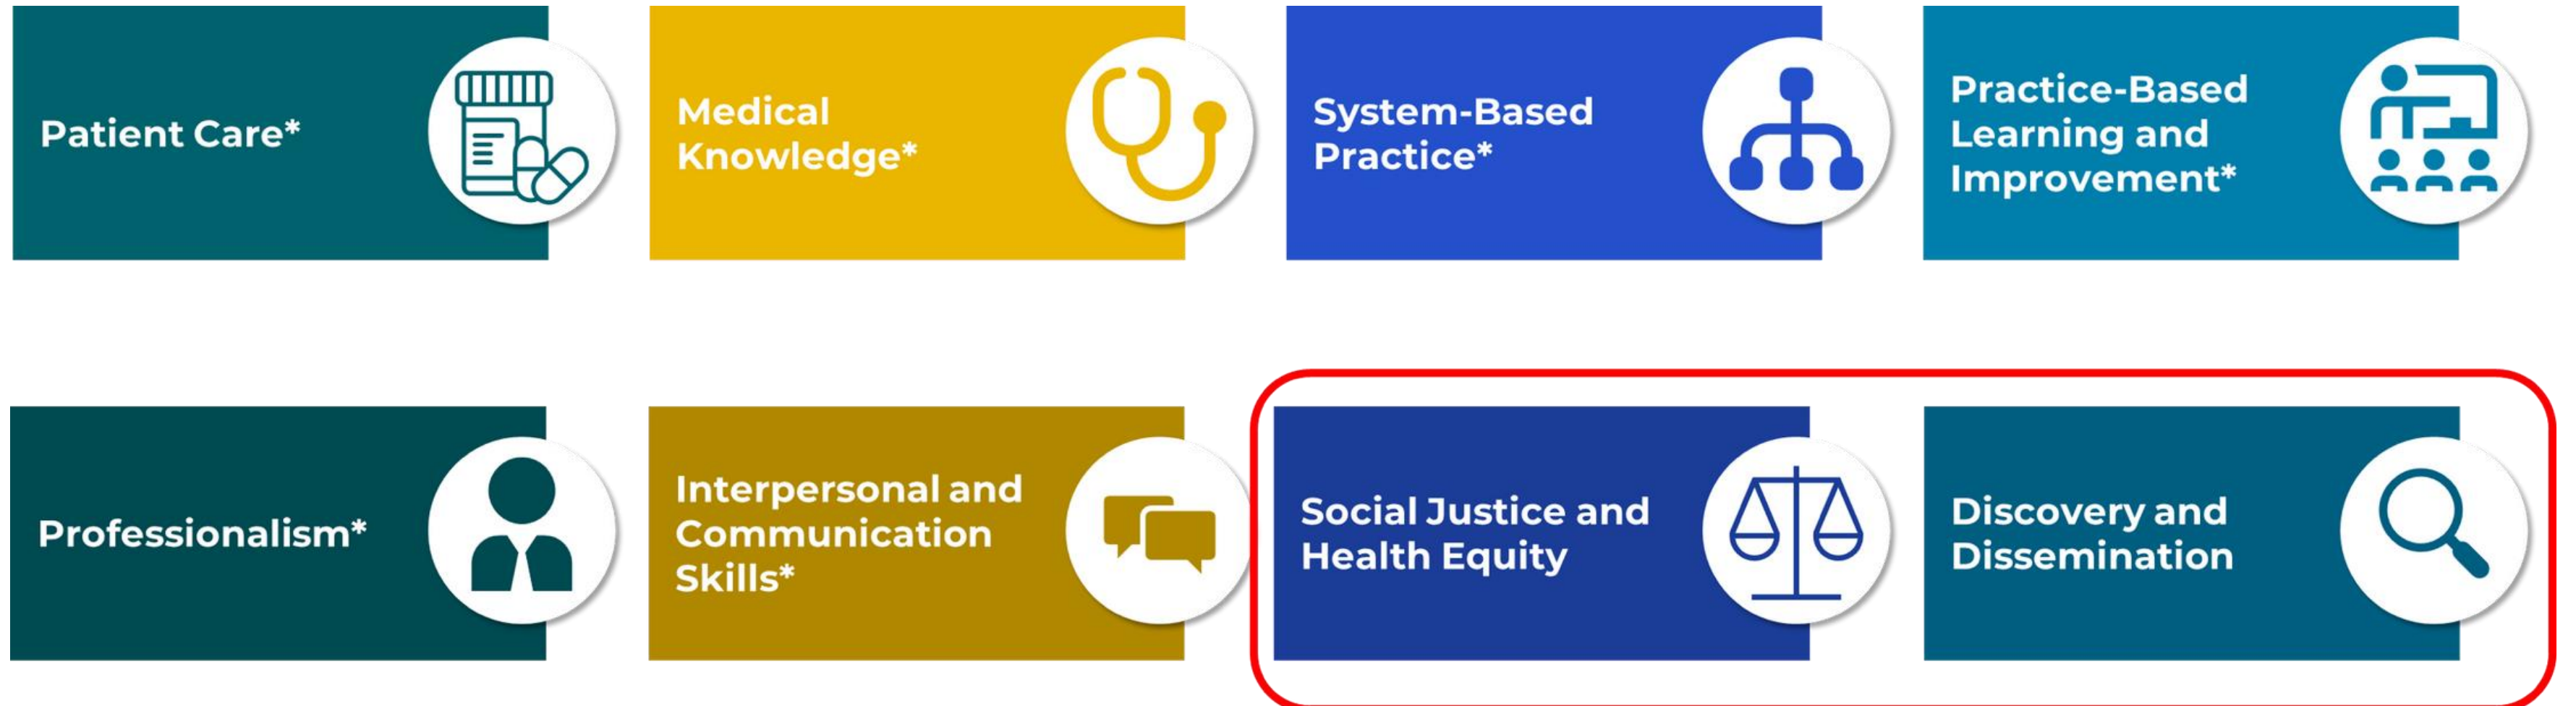 Patient Care*
Medical
Knowledge*
System-Based
Practice*
Practice-Based
Learning and
Improvement*
Professionalism*
Interpersonal and
Communication
Skills*
Social Justice and
Health Equity
Discovery and
Dissemination